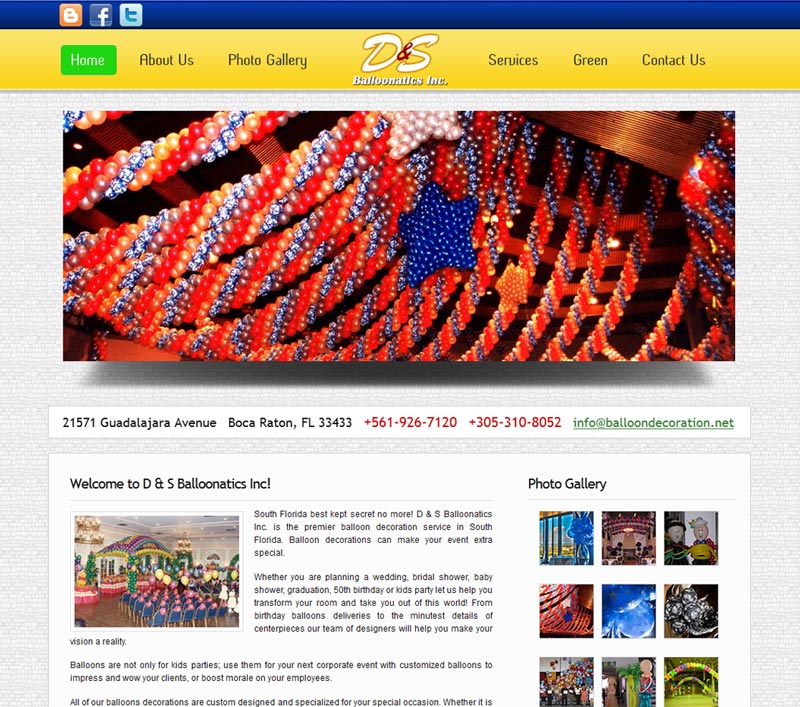 Home
About Us
Photo Gallery
D&S
Balloonatics Inc.
Services
Green
Contact Us
21571 Guadalajara Avenue Boca Raton, FL 33433 +561-926-7120 +305-310-8052 info@balloondecoration.net
Welcome to D & S Balloonatics Inc!
South Florida best kept secret no more! D & S Balloonatics
Inc. is the premier balloon decoration service in South
Florida. Balloon decorations can make your event extra
special.
Whether you are planning a wedding, bridal shower, baby
shower, graduation, 50th birthday or kids party let us help you
transform your room and take you out of this world! From
birthday balloons deliveries to the minutest details of
centerpieces our team of designers will help you make your
vision a reality.
Balloons are not only for kids parties; use them for your next corporate event with customized balloons to
impress and wow your clients, or boost morale on your employees.
All of our balloons decorations are custom designed and specialized for your special occasion. Whether it is
Photo Gallery